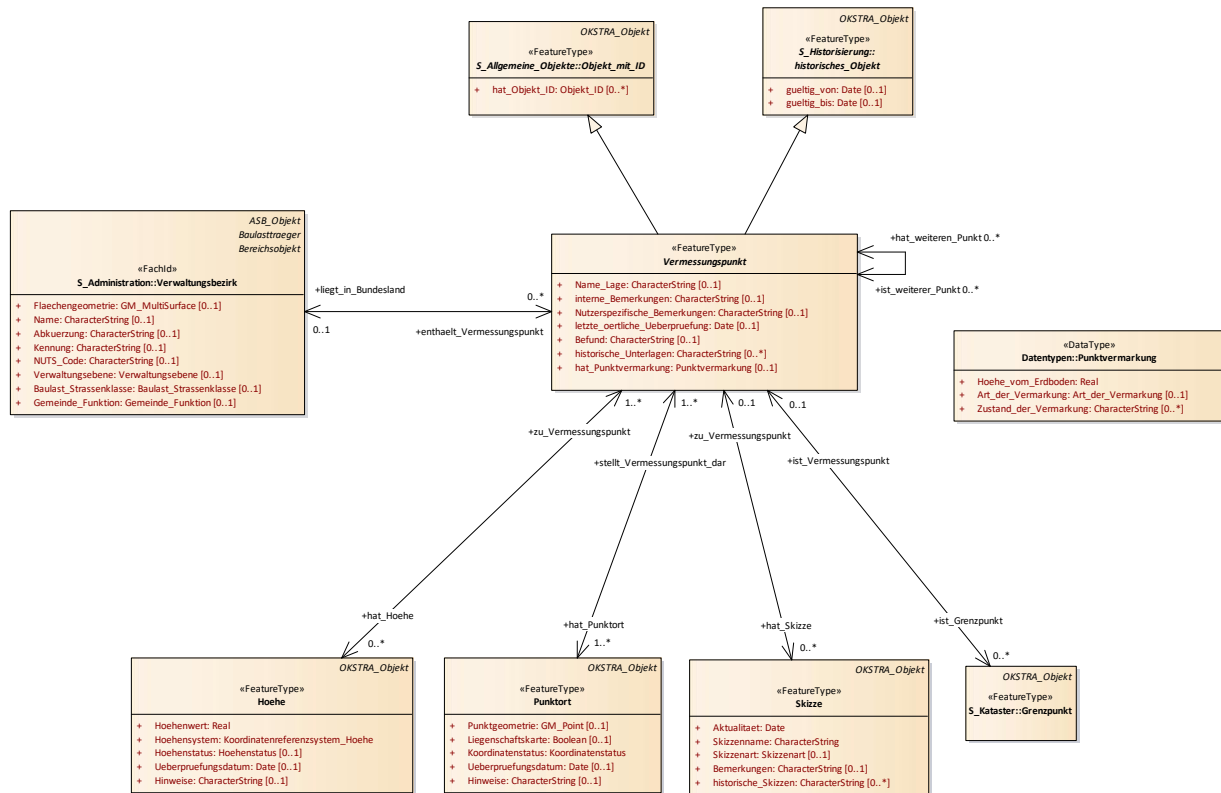 OKSTRA_Objekt
«FeatureType»
S_Allgemeine_Objekte::Objekt_mit_ID
+ hat_Objekt_ID: Objekt_ID [0..*]
OKSTRA_Objekt
«FeatureType»
S_Historisierung::
historisches_Objekt
+ gueltig_von: Date [0..1]
+ gueltig_bis: Date [0..1]
ASB_Objekt
Baulasttraeger
Bereichsobjekt
«FachId»
S_Administration::Verwaltungsbezirk
+ Flaechengeometrie: GM_MultiSurface [0..1]
+ Name: CharacterString [0..1]
+ Abkuerzung: CharacterString [0..1]
+ Kennung: CharacterString [0..1]
+ NUTS_Code: CharacterString [0..1]
+ Verwaltungsebene: Verwaltungsebene [0..1]
+ Baulast_Strassenklasse: Baulast_Strassenklasse [0..1]
+ Gemeinde_Funktion: Gemeinde_Funktion [0..1]
+liegt_in_Bundesland
0..1
0..*
+enthaelt_Vermessungspunkt
«FeatureType»
Vermessungspunkt
+ Name_Lage: CharacterString [0..1]
+ interne_Bemerkungen: CharacterString [0..1]
+ Nutzerspezifische_Bemerkungen: CharacterString [0..1]
+ letzte_oertliche_Ueberpruefung: Date [0..1]
+ Befund: CharacterString [0..1]
+ historische_Unterlagen: CharacterString [0..*]
+ hat_Punktvermarkung: Punktvermarkung [0..1]
+hat_weiteren_Punkt 0..*
+ist_weiterer_Punkt 0..*
«DataType»
Datentypen::Punktvermarkung
+ Hoehe_vom_Erdboden: Real
+ Art_der_Vermarkung: Art_der_Vermarkung [0..1]
+ Zustand_der_Vermarkung: CharacterString [0..*]
1..*
+zu_Vermessungspunkt
1..*
+stellt_Vermessungspunkt_dar
0..1
+zu_Vermessungspunkt
0..1
+ist_Vermessungspunkt
+hat_Hoehe
0..*
+hat_Punktort
1..*
+hat_Skizze
0..*
+ist_Grenzpunkt
0..*
OKSTRA_Objekt
«FeatureType»
Hoehe
+ Hoehenwert: Real
+ Hoehensystem: Koordinatenreferenzsystem_Hoehe
+ Hoehenstatus: Hoehenstatus [0..1]
+ Ueberpruefungsdatum: Date [0..1]
+ Hinweise: CharacterString [0..1]
OKSTRA_Objekt
«FeatureType»
Punktort
+ Punktgeometrie: GM_Point [0..1]
+ Liegenschaftskarte: Boolean [0..1]
+ Koordinatenstatus: Koordinatenstatus
+ Ueberpruefungsdatum: Date [0..1]
+ Hinweise: CharacterString [0..1]
OKSTRA_Objekt
«FeatureType»
Skizze
+ Aktualitaet: Date
+ Skizzenname: CharacterString
+ Skizzenart: Skizzenart [0..1]
+ Bemerkungen: CharacterString [0..1]
+ historische_Skizzen: CharacterString [0..*]
OKSTRA_Objekt
«FeatureType»
S_Kataster::Grenzpunkt